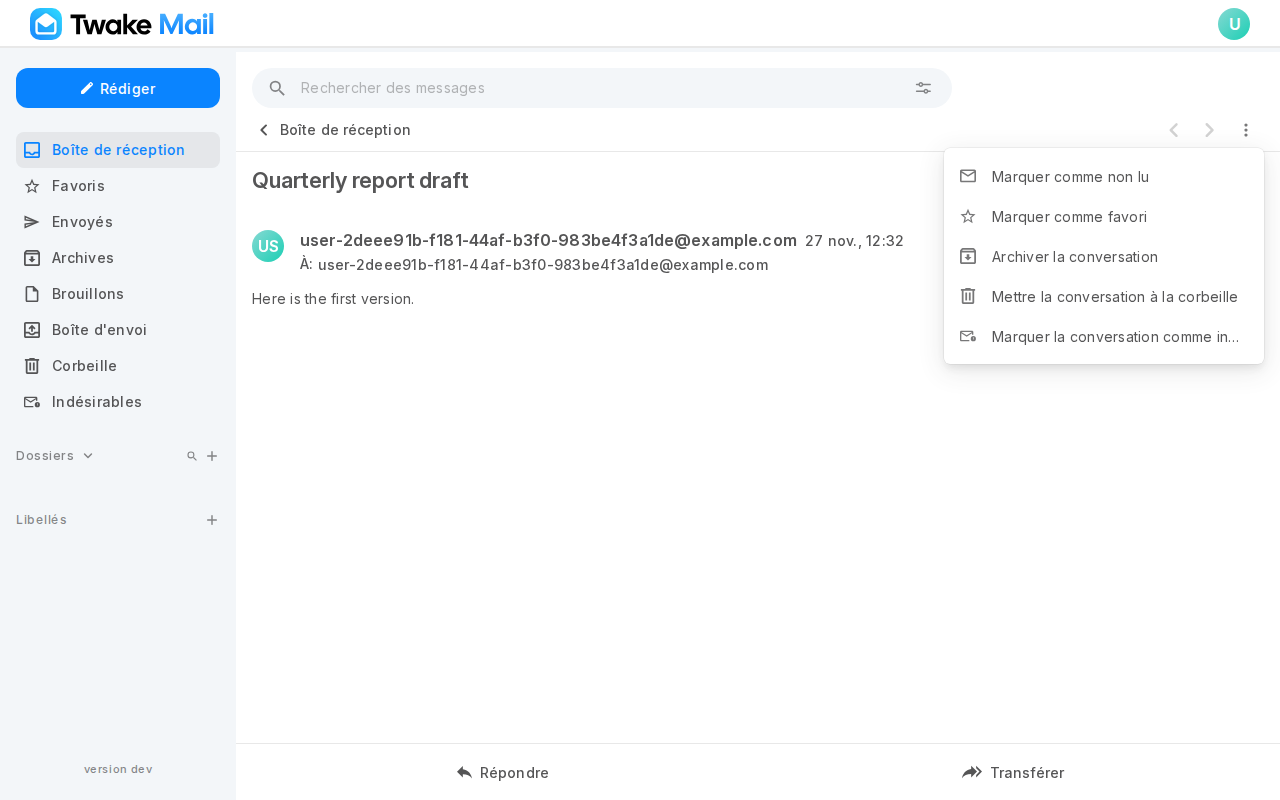 Twake Mail
U
Rédiger
Rechercher des messages
Boîte de réception
Boîte de réception
Favoris
Envoyés
Archives
Brouillons
Boîte d'envoi
Corbeille
Indésirables
Dossiers
Libellés
version dev
Quarterly report draft
US
user-2deee91b-f181-44af-b3f0-983be4f3a1de@example.com 27 nov., 12:32
À: user-2deee91b-f181-44af-b3f0-983be4f3a1de@example.com
Here is the first version.
Marquer comme non lu
Marquer comme favori
Archiver la conversation
Mettre la conversation à la corbeille
Marquer la conversation comme in...
Répondre
Transférer